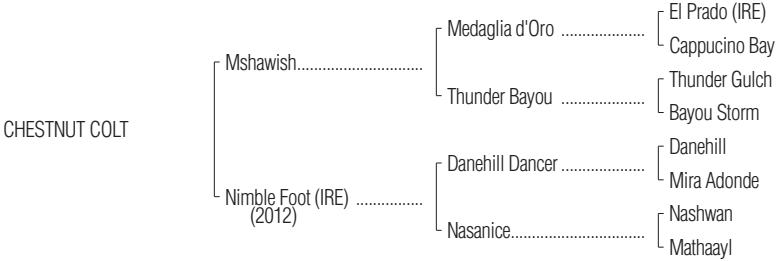 El Prado (IRE)
Medaglia d'Oro ........................
Cappucino Bay
Mshawish..............................
Thunder Gulch
Thunder Bayou ........................
Bayou Storm
CHESTNUT COLT
Danehill
Danehill Dancer ........................
Mira Adonde
Nimble Foot (IRE) ................
(2012)
Nashwan
Nasanice.......................................
Mathaayl